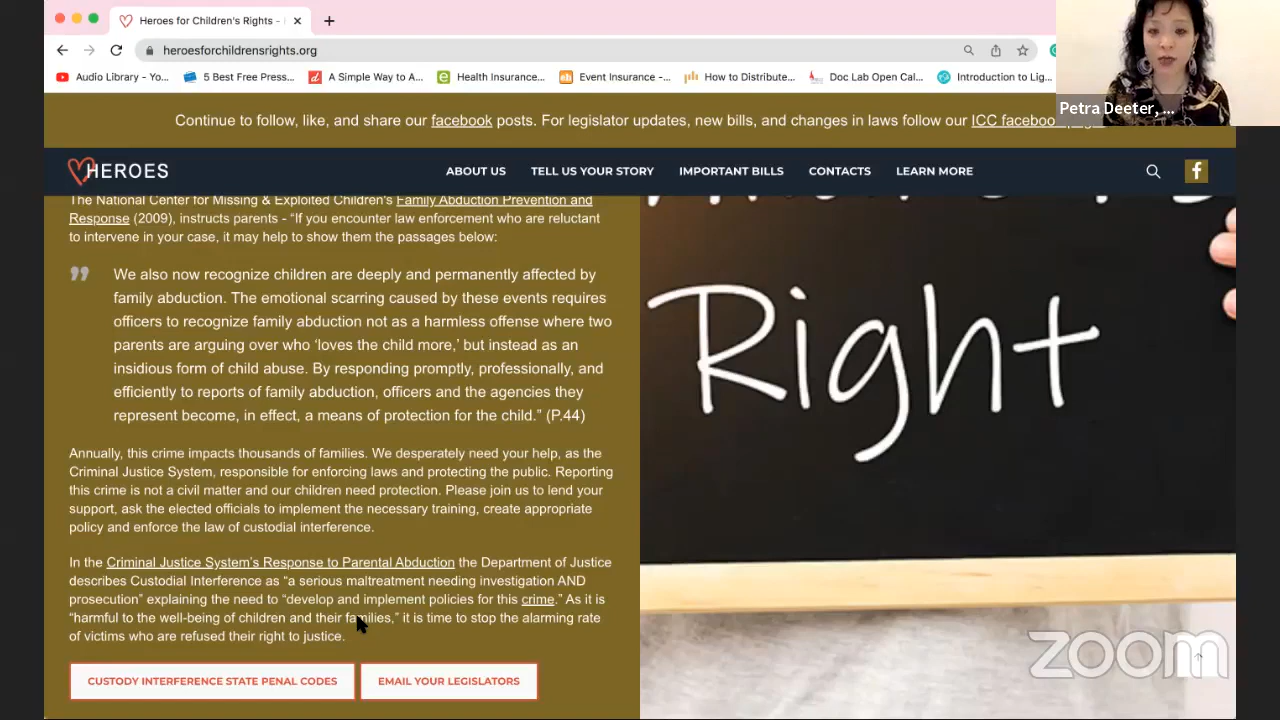 Heroes for Children's Rights -
heroesforchildrensrights.org
Audio Library - Yo...
5 Best Free Press...
A Simple Way to A...
Health Insurance...
Event Insurance -...
How to Distribute...
Doc Lab Open Cal...
Introduction to Lig...
Petra Deeter, ...
Continue to follow, like, and share our facebook posts. For legislator updates, new bills, and changes in laws follow our ICC facebook
HEROES
ABOUT US
TELL US YOUR STORY
IMPORTANT BILLS
CONTACTS
LEARN MORE
The National Center for Missing & Exploited Children's Family Abduction Prevention and
Response (2009), instructs parents - “If you encounter law enforcement who are reluctant
to intervene in your case, it may help to show them the passages below:
We also now recognize children are deeply and permanently affected by
family abduction. The emotional scarring caused by these events requires
officers to recognize family abduction not as a harmless offense where two
parents are arguing over who ‘loves the child more,’ but instead as an
insidious form of child abuse. By responding promptly, professionally, and
efficiently to reports of family abduction, officers and the agencies they
represent become, in effect, a means of protection for the child.” (P.44)
Annually, this crime impacts thousands of families. We desperately need your help, as the
Criminal Justice System, responsible for enforcing laws and protecting the public. Reporting
this crime is not a civil matter and our children need protection. Please join us to lend your
support, ask the elected officials to implement the necessary training, create appropriate
policy and enforce the law of custodial interference.
In the Criminal Justice System’s Response to Parental Abduction the Department of Justice
describes Custodial Interference as “a serious maltreatment needing investigation AND
prosecution” explaining the need to “develop and implement policies for this crime.” As it is
“harmful to the well-being of children and their families,” it is time to stop the alarming rate
of victims who are refused their right to justice.
CUSTODY INTERFERENCE STATE PENAL CODES
EMAIL YOUR LEGISLATORS
Right
zoom